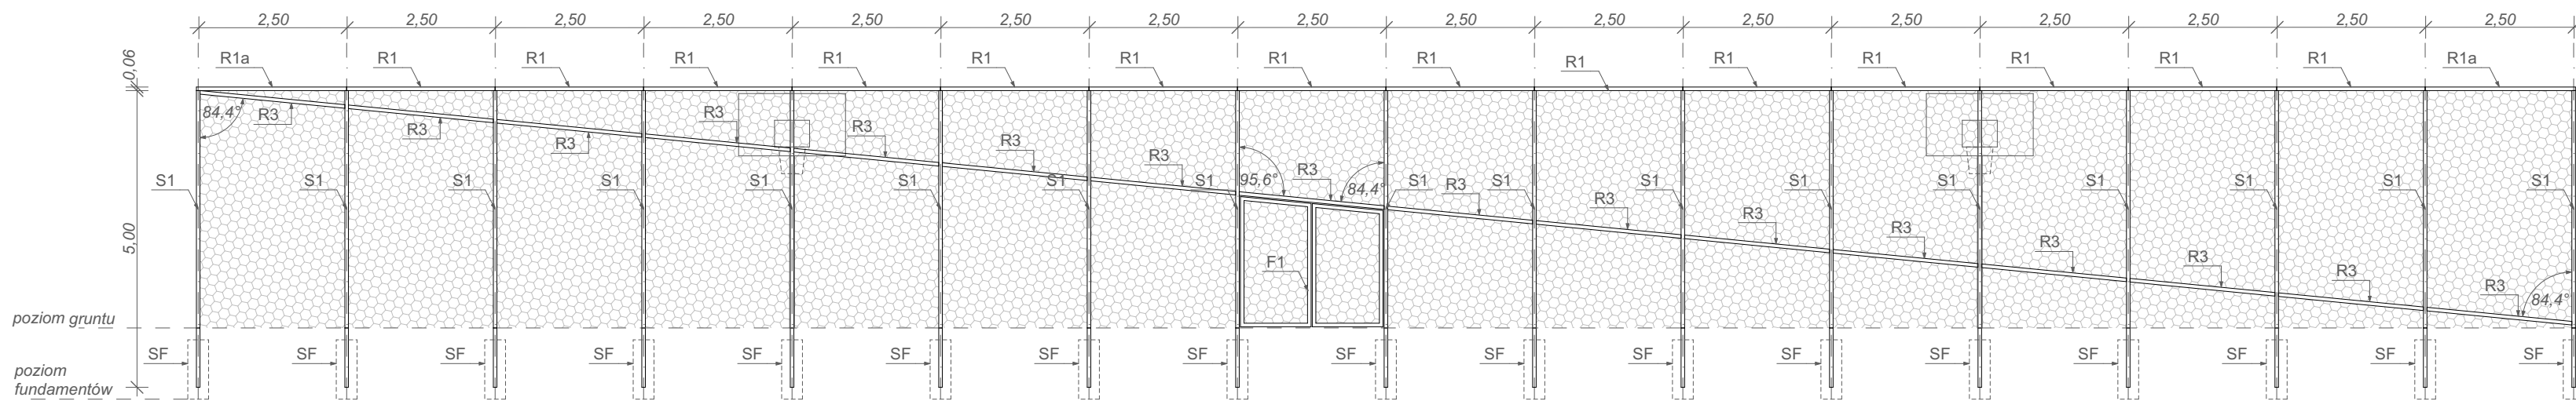 2,50 2,50 2,50 2,50 2,50 2,50 2,50 2,50 2,50 2,50 2,50 2,50 2,50 2,50 2,50 2,50
0,06
R1a R1 R1 R1 R1 R1 R1 R1 R1 R1 R1 R1 R1 R1 R1 R1a
84,4° R3 R3 R3 R3 R3 R3 R3 95,6° R3 84,4° R3 R3 R3 R3 R3 R3 R3 R3 84,4°
S1 S1 S1 S1 S1 S1 S1 S1 S1 S1 S1 S1 S1 S1 S1 S1 S1
5,00
F1
poziom gruntu
SF SF SF SF SF SF SF SF SF SF SF SF SF SF SF SF SF
poziom
fundamentów